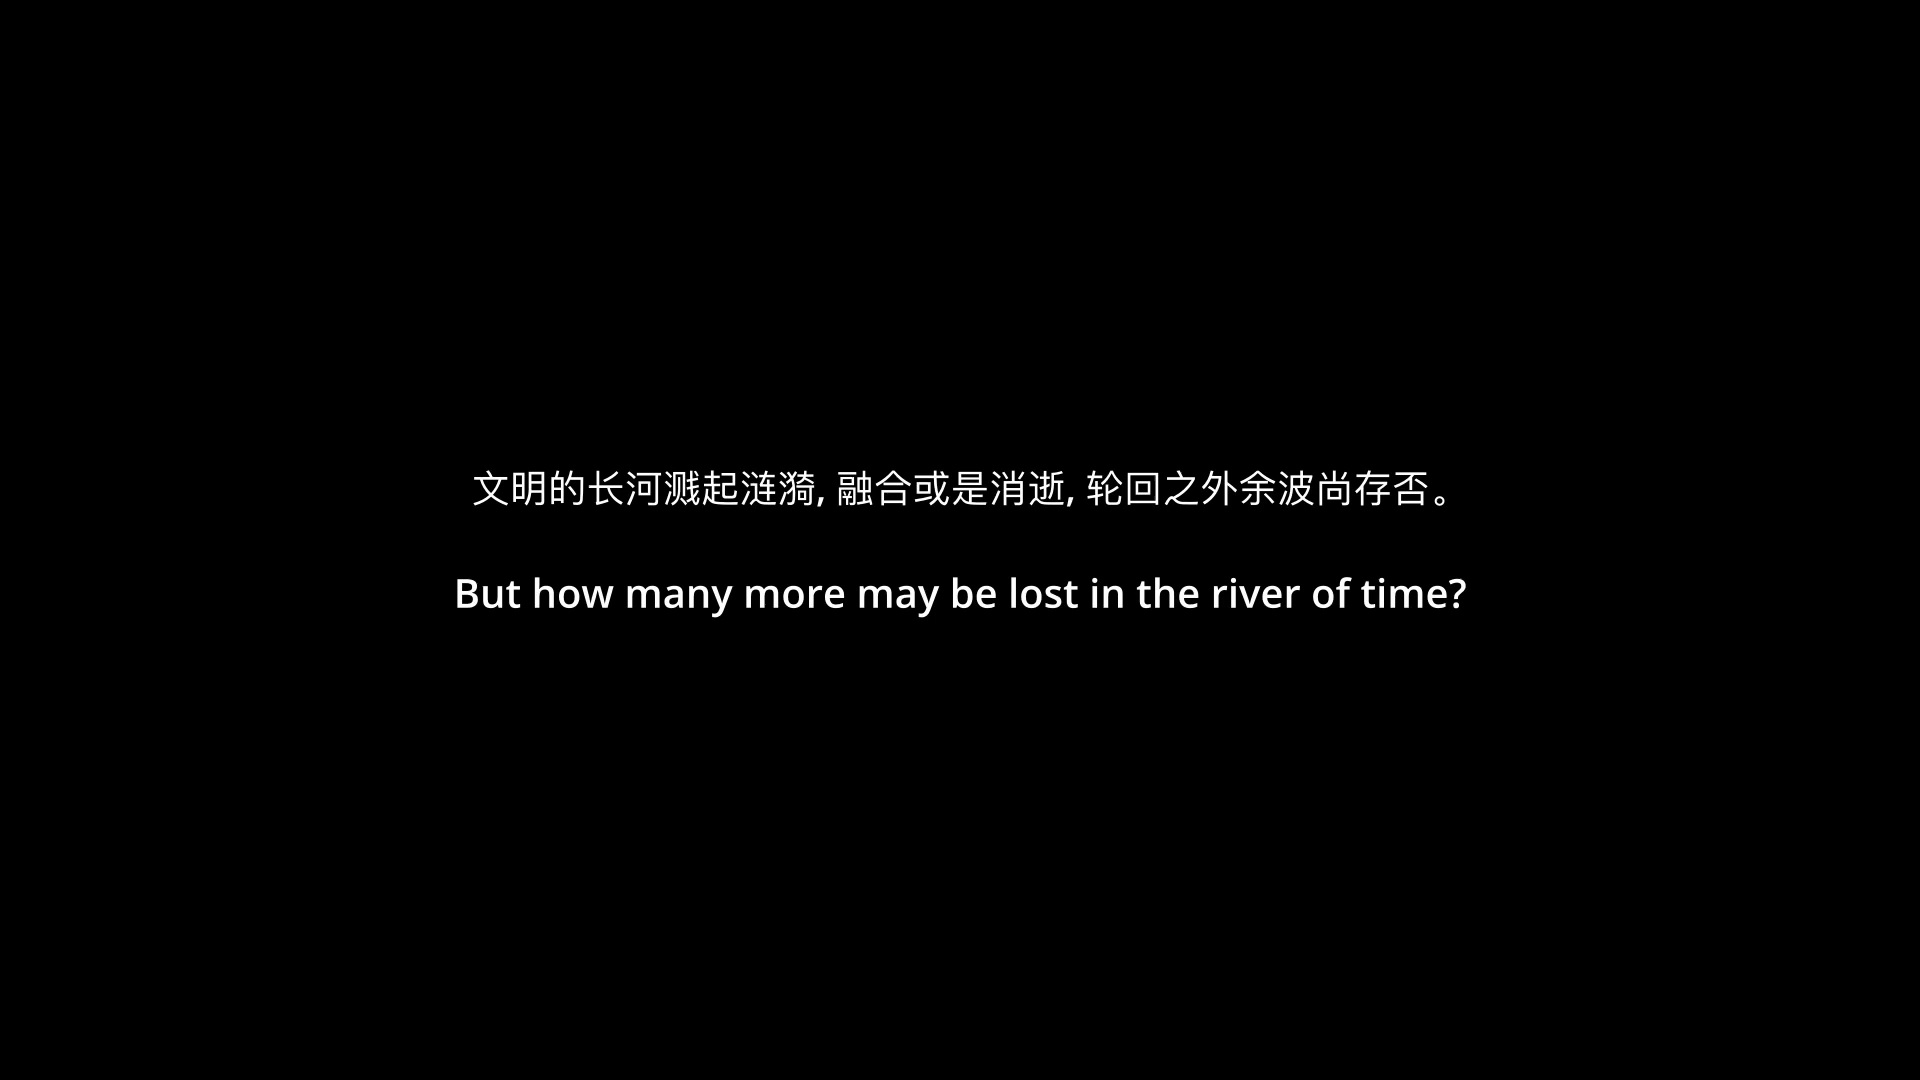 文明的长河溅起涟漪, 融合或是消逝, 轮回之外余波尚存否。
But how many more may be lost in the river of time?